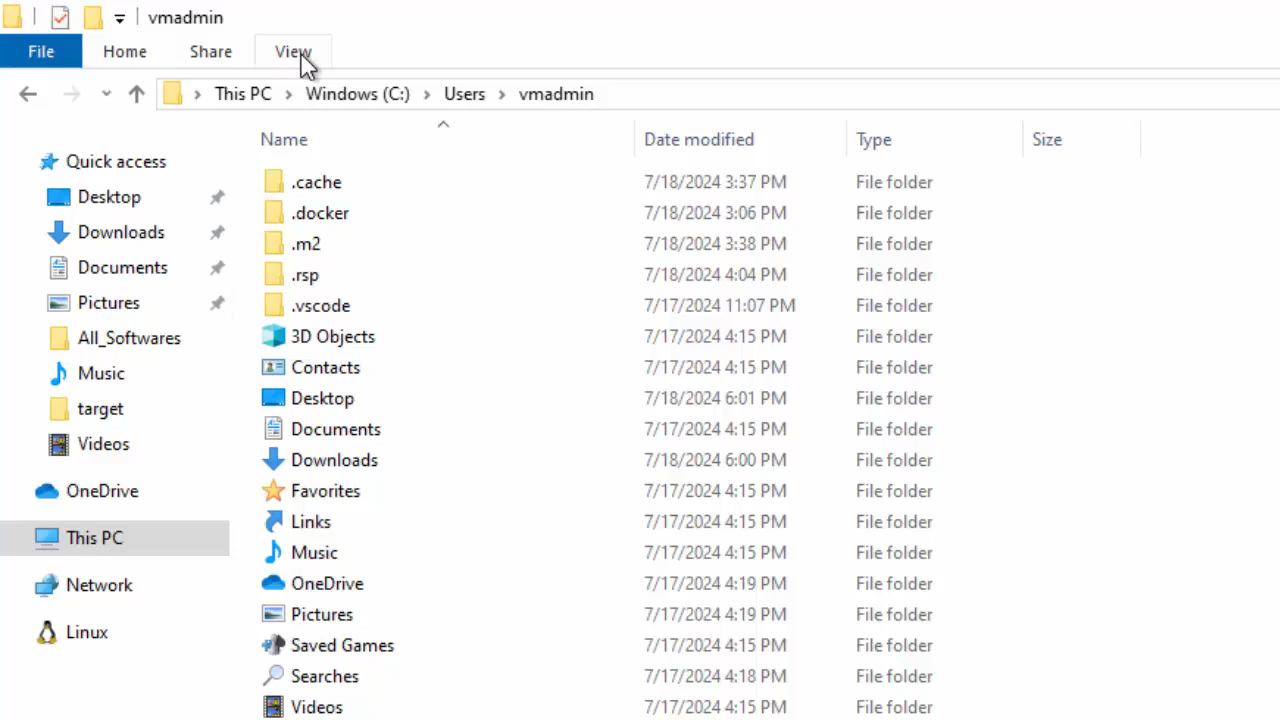 vmadmin
File Home Share View
This PC Windows (C:) Users vmadmin
Name Date modified Type Size
Quick access
Desktop
Downloads
Documents
Pictures
All_Softwares
Music
target
Videos
OneDrive
This PC
Network
Linux
.cache 7/18/2024 3:37 PM File folder
.docker 7/18/2024 3:06 PM File folder
.m2 7/18/2024 3:38 PM File folder
.rsp 7/18/2024 4:04 PM File folder
.vscode 7/17/2024 11:07 PM File folder
3D Objects 7/17/2024 4:15 PM File folder
Contacts 7/17/2024 4:15 PM File folder
Desktop 7/18/2024 6:01 PM File folder
Documents 7/17/2024 4:15 PM File folder
Downloads 7/18/2024 6:00 PM File folder
Favorites 7/17/2024 4:15 PM File folder
Links 7/17/2024 4:15 PM File folder
Music 7/17/2024 4:15 PM File folder
OneDrive 7/17/2024 4:19 PM File folder
Pictures 7/17/2024 4:19 PM File folder
Saved Games 7/17/2024 4:15 PM File folder
Searches 7/17/2024 4:18 PM File folder
Videos 7/17/2024 4:15 PM File folder